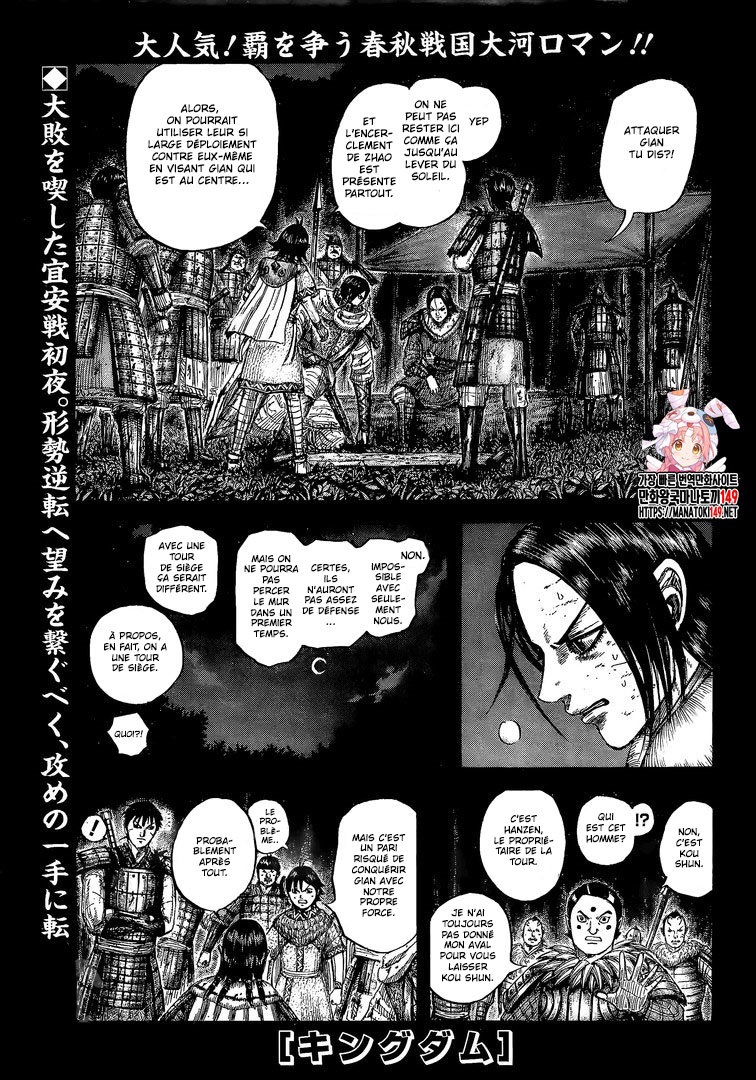 大人気!覇を争う春秋戦国大河ロマン!!
◆大敗を喫した宜安戦初夜。形勢逆転へ望みを繋ぐべく、攻めの一手に転
ATTAQUER
GIAN
TU DIS?!
YEP
ON NE
PEUT PAS
RESTER ICI
COMME ÇA
JUSQU'AU
LEVER DU
SOLEIL.
ET
L'ENCER-
CLEMENT
DE ZHAO
EST
PRÉSENTE
PARTOUT.
ALORS,
ON POURRAIT
UTILISER LEUR SI
LARGE DÉPLOIEMENT
CONTRE EUX-MÊME
EN VISANT GIAN QUI
EST AU CENTRE...
가장 빠른 번역만화사이트
만화왕국마나토끼149
HTTPS://MANATOKI149.NET
NON.
IMPOS-
SIBLE
AVEC
SEULE-
MENT
NOUS.
CERTES,
ILS
N'AURONT
PAS ASSEZ
DE DÉFENSE
...
MAIS ON
NE POURRA
PAS
PERCER
LE MUR
DANS UN
PREMIER
TEMPS.
AVEC UNE
TOUR
DE SIÈGE
ÇA SERAIT
DIFFÉRENT.
À PROPOS,
EN FAIT, ON A
UNE TOUR
DE SIÈGE.
QUOI?!
NON,
C'EST
KOU
SHUN.
!?
QUI
EST CET
HOMME?
C'EST
HANZEN,
LE PROPRIÉ-
TAIRE DE LA
TOUR.
JE N'AI
TOUJOURS
PAS DONNÉ
MON AVAL
POUR VOUS
LAISSER
KOU SHUN.
MAIS C'EST
UN PARI
RISQUÉ DE
CONQUÉRIR
GIAN AVEC
NOTRE
PROPRE
FORCE.
LE
PRO-
BLÈ-
ME..
PROBA-
BLEMENT
APRÈS
TOUT.
!
[キングダム]